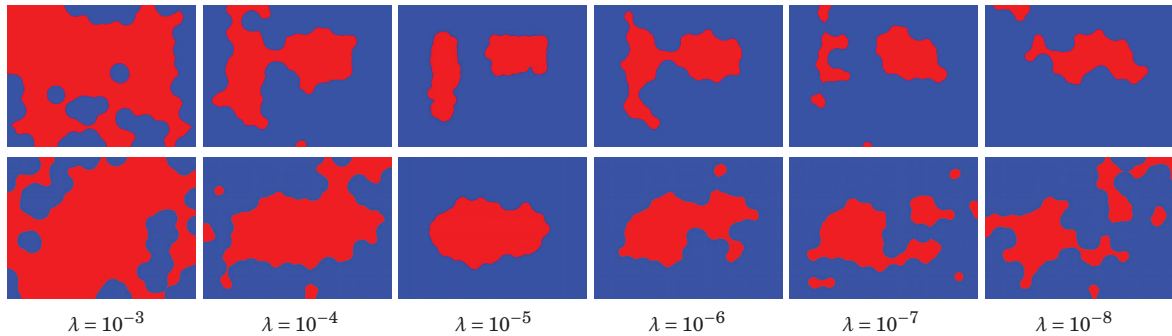 λ = 10⁻³ λ = 10⁻⁴ λ = 10⁻⁵ λ = 10⁻⁶ λ = 10⁻⁷ λ = 10⁻⁸